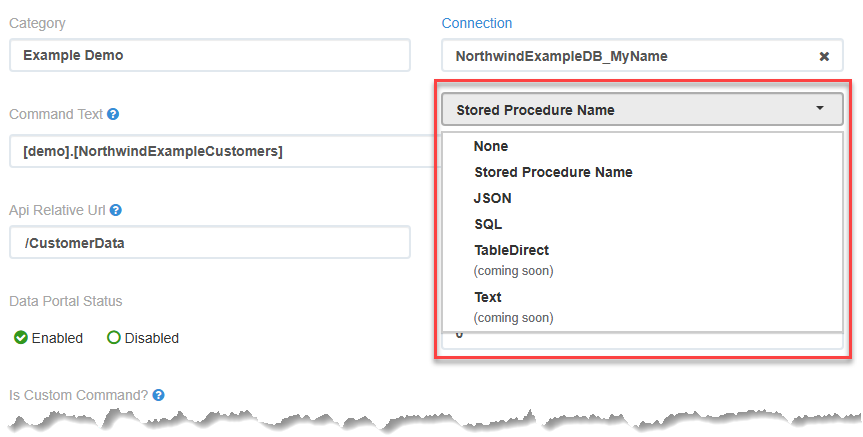 Category
Connection
Example Demo
NorthwindExampleDB_MyName
Command Text
Stored Procedure Name
[demo].[NorthwindExampleCustomers]
None
Stored Procedure Name
JSON
SQL
TableDirect
(coming soon)
Text
(coming soon)
Api Relative Url
/CustomerData
Data Portal Status
Enabled
Disabled
Is Custom Command?